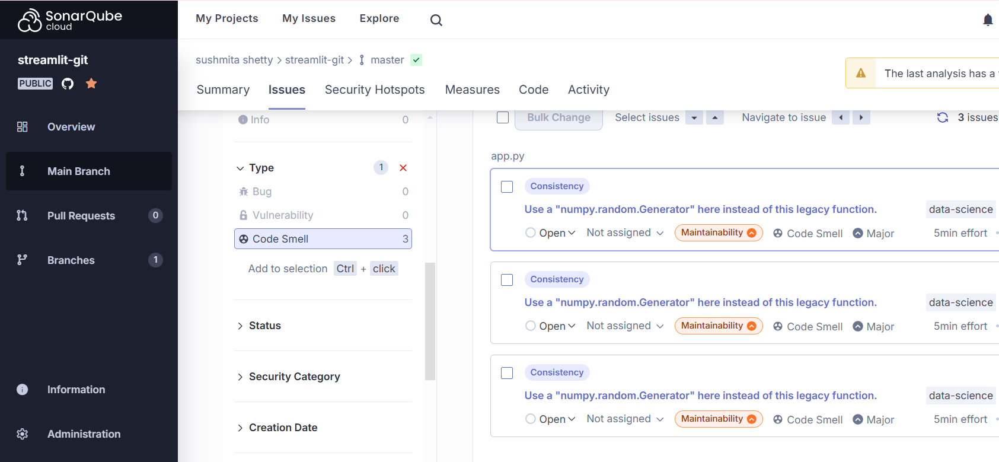 SonarQube
cloud
My Projects
My Issues
Explore
streamlit-git
PUBLIC
Overview
Main Branch
Pull Requests
0
Branches
1
Information
Administration
sushmita shetty > streamlit-git > master
Summary
Issues
Security Hotspots
Measures
Code
Activity
The last analysis has a
Info
0
Type
1
Bug
0
Vulnerability
0
Code Smell
3
Add to selection Ctrl + click
Status
Security Category
Creation Date
Bulk Change
Select issues
Navigate to issue
3 issues
app.py
Consistency
Use a "numpy.random.Generator" here instead of this legacy function.
data-science
Open
Not assigned
Maintainability
Code Smell
Major
5min effort
Consistency
Use a "numpy.random.Generator" here instead of this legacy function.
data-science
Open
Not assigned
Maintainability
Code Smell
Major
5min effort
Consistency
Use a "numpy.random.Generator" here instead of this legacy function.
data-science
Open
Not assigned
Maintainability
Code Smell
Major
5min effort